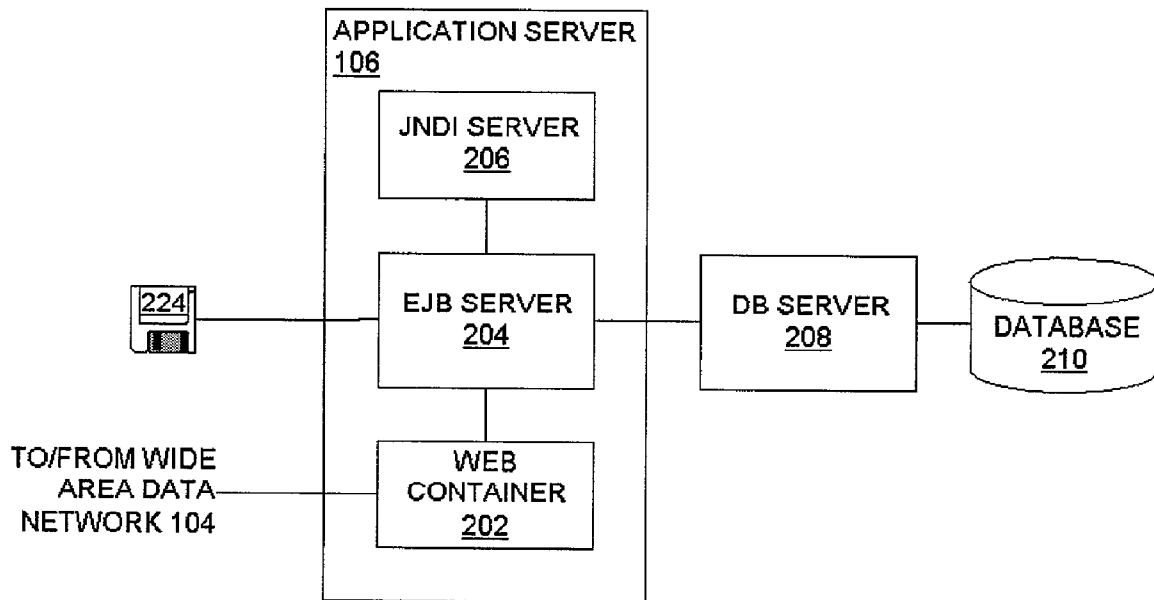 APPLICATION SERVER
106
JNDI SERVER
206
224
EJB SERVER
204
DB SERVER
208
DATABASE
210
TO/FROM WIDE
AREA DATA
NETWORK 104
WEB
CONTAINER
202